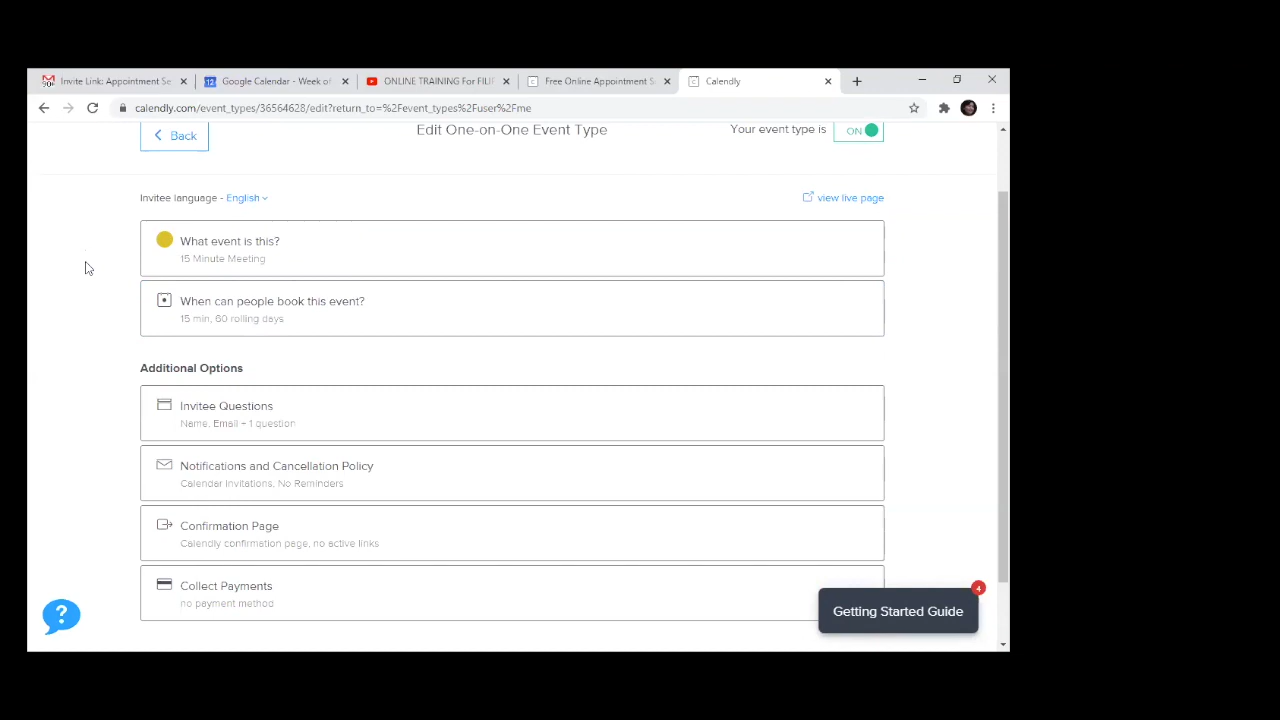 Invite Link: Appointment Se
Google Calendar - Week of
ONLINE TRAINING For FILIF
Free Online Appointment S
Calendly
calendly.com/event_types/36564628/edit?return_to=%2Fevent_types%2Fuser%2Fme
Back
Edit One-on-One Event Type
Your event type is
ON
Invitee language - English
view live page
What event is this?
15 Minute Meeting
When can people book this event?
15 min, 60 rolling days
Additional Options
Invitee Questions
Name, Email + 1 question
Notifications and Cancellation Policy
Calendar Invitations, No Reminders
Confirmation Page
Calendly confirmation page, no active links
Collect Payments
no payment method
4
Getting Started Guide
?